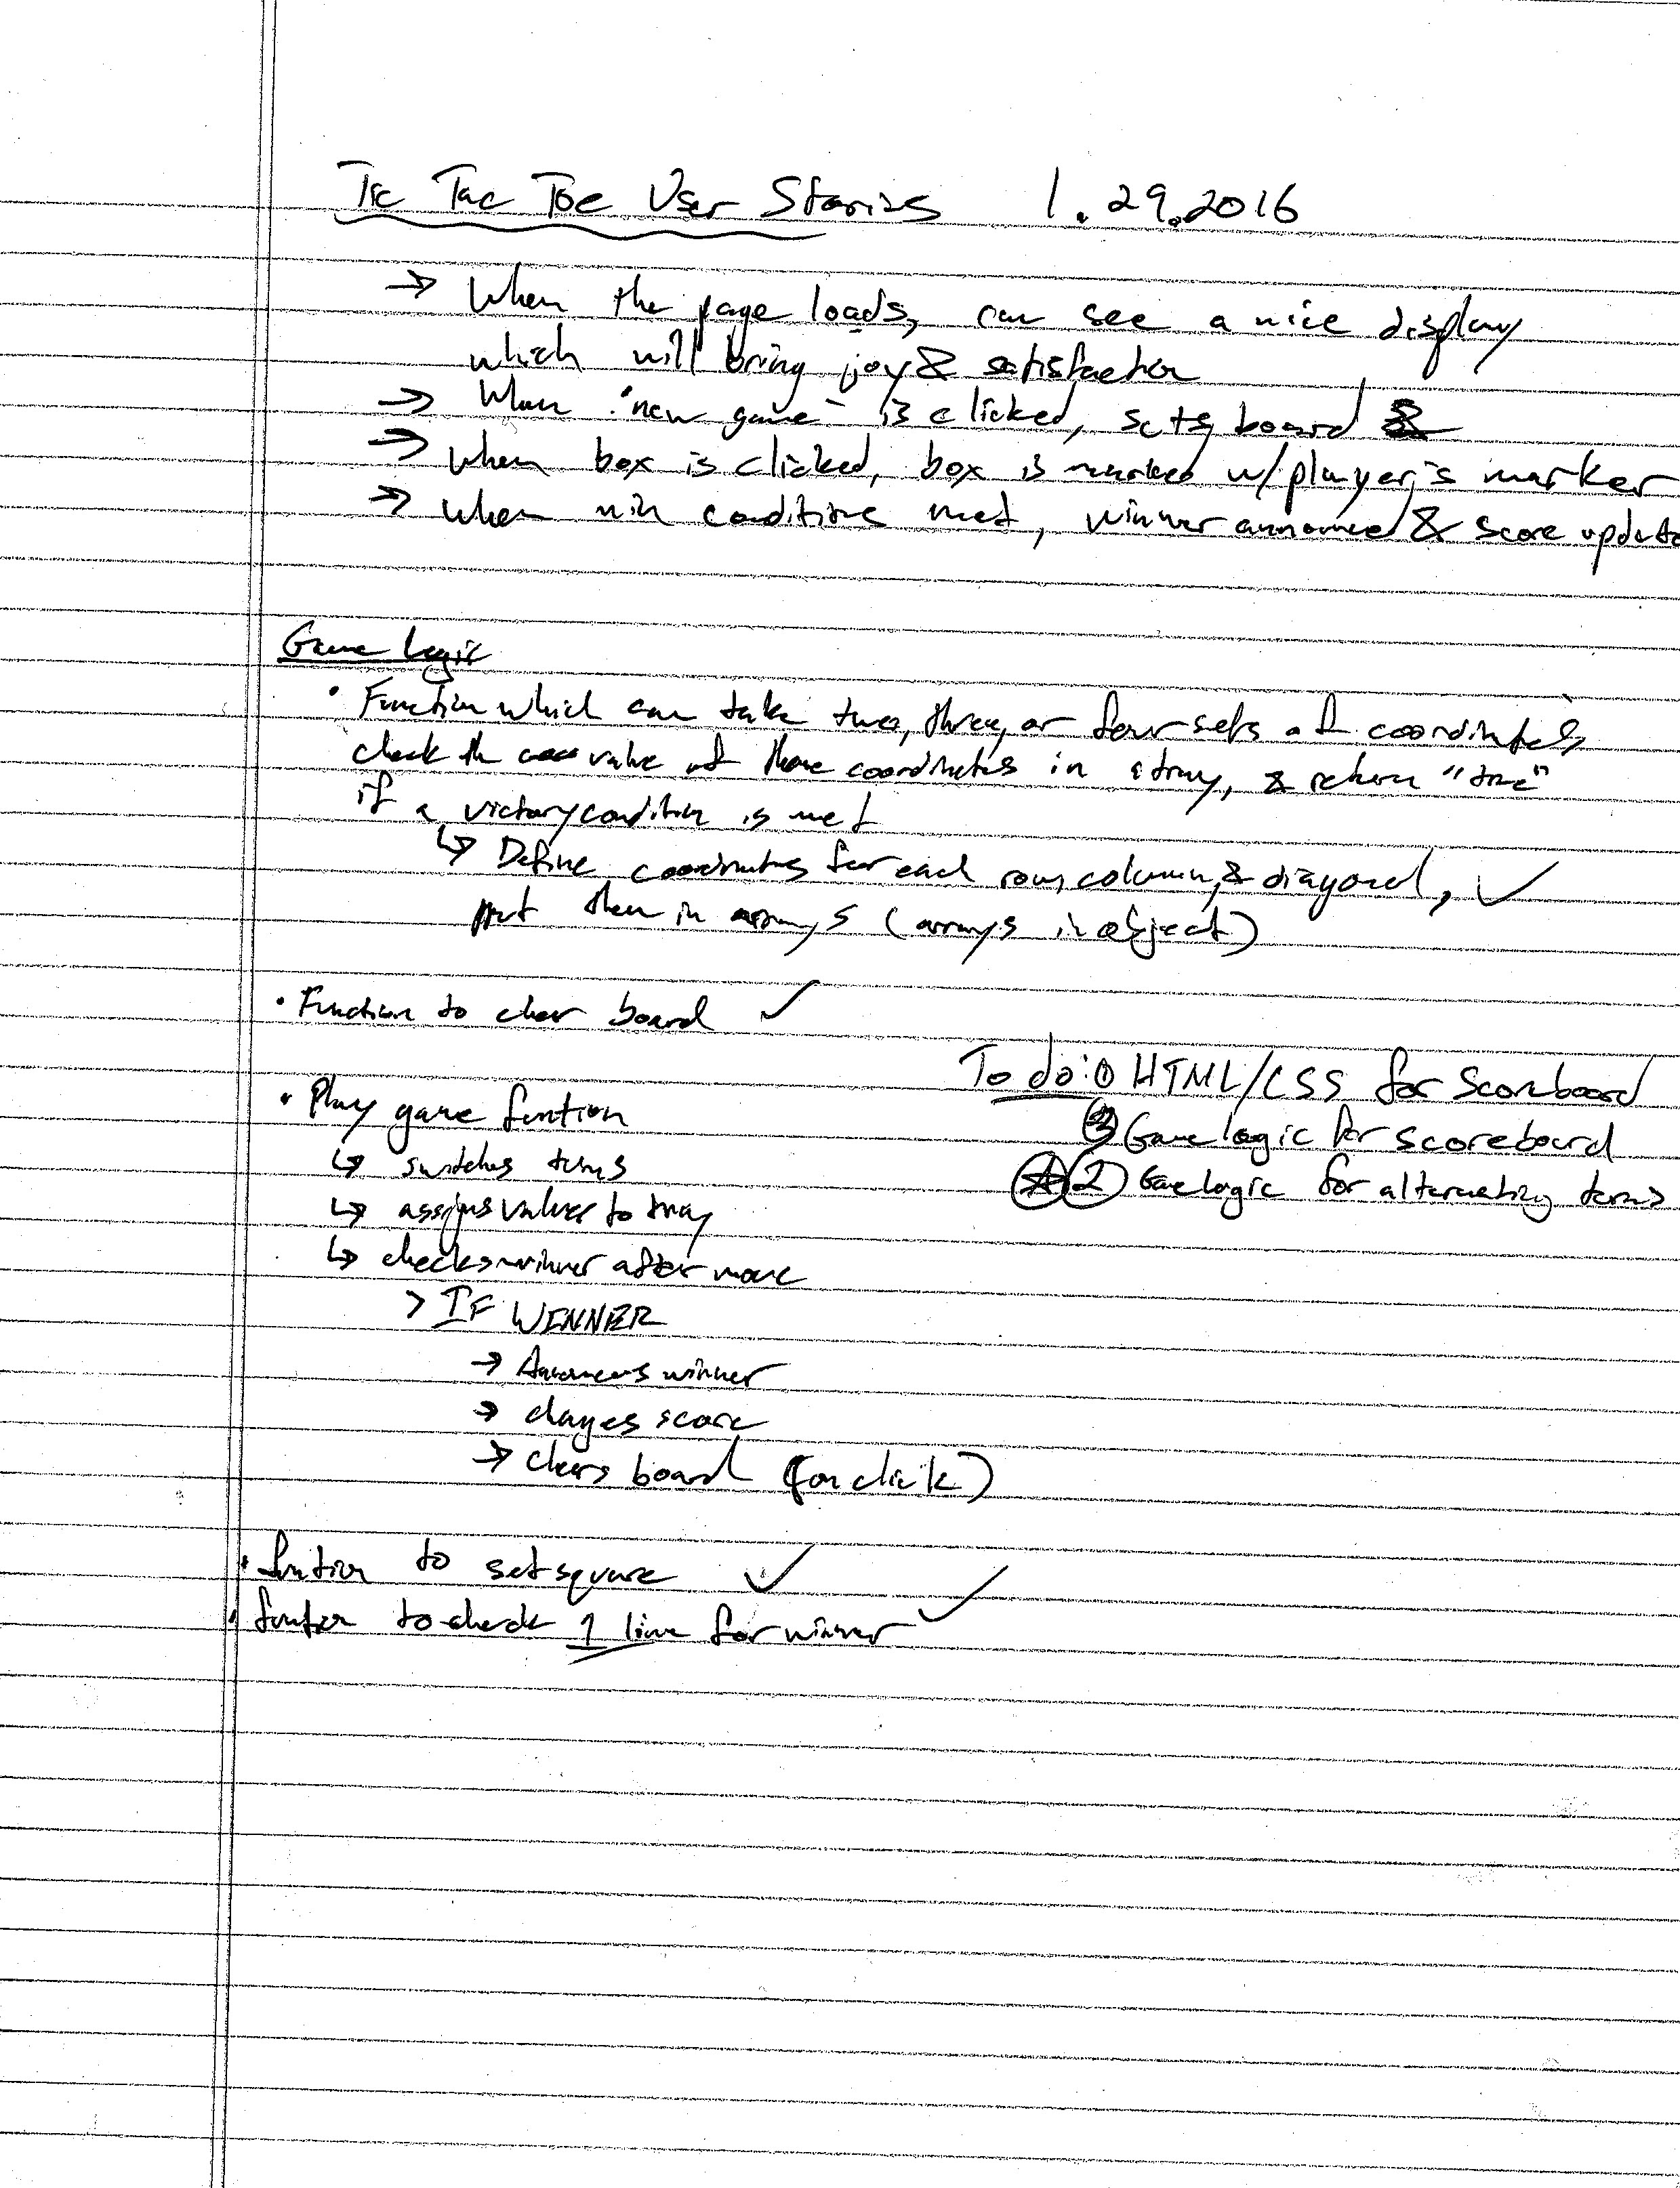 Tic Tac Toe User Stories 1.29.2016
→ When the page loads, can see a nice display
which will bring joy & satisfaction
→ When "new game" is clicked, sets board
→ When box is clicked, box is marked w/ player's marker
→ When win conditions met, winner announced & score update
Game Logic
• Function which can take two, three, or four sets of coordinates
check the value of those coordinates in array, & return "true"
if a victory condition is met
↳ Define coordinates for each row, column, & diagonal, ✓
put them in arrays (arrays in object)
• Function to clear board ✓
To do: ① HTML/CSS for Scoreboard
③ Game logic for scoreboard
② Game logic for alternating turns
• Play game funtion
↳ switches turns
↳ assigns values to array
↳ checks winner after move
> IF WINNER
→ Announces winner
→ changes score
→ clears board (on click)
• funtion to set square ✓
• funtion to check 1 line for winner ✓